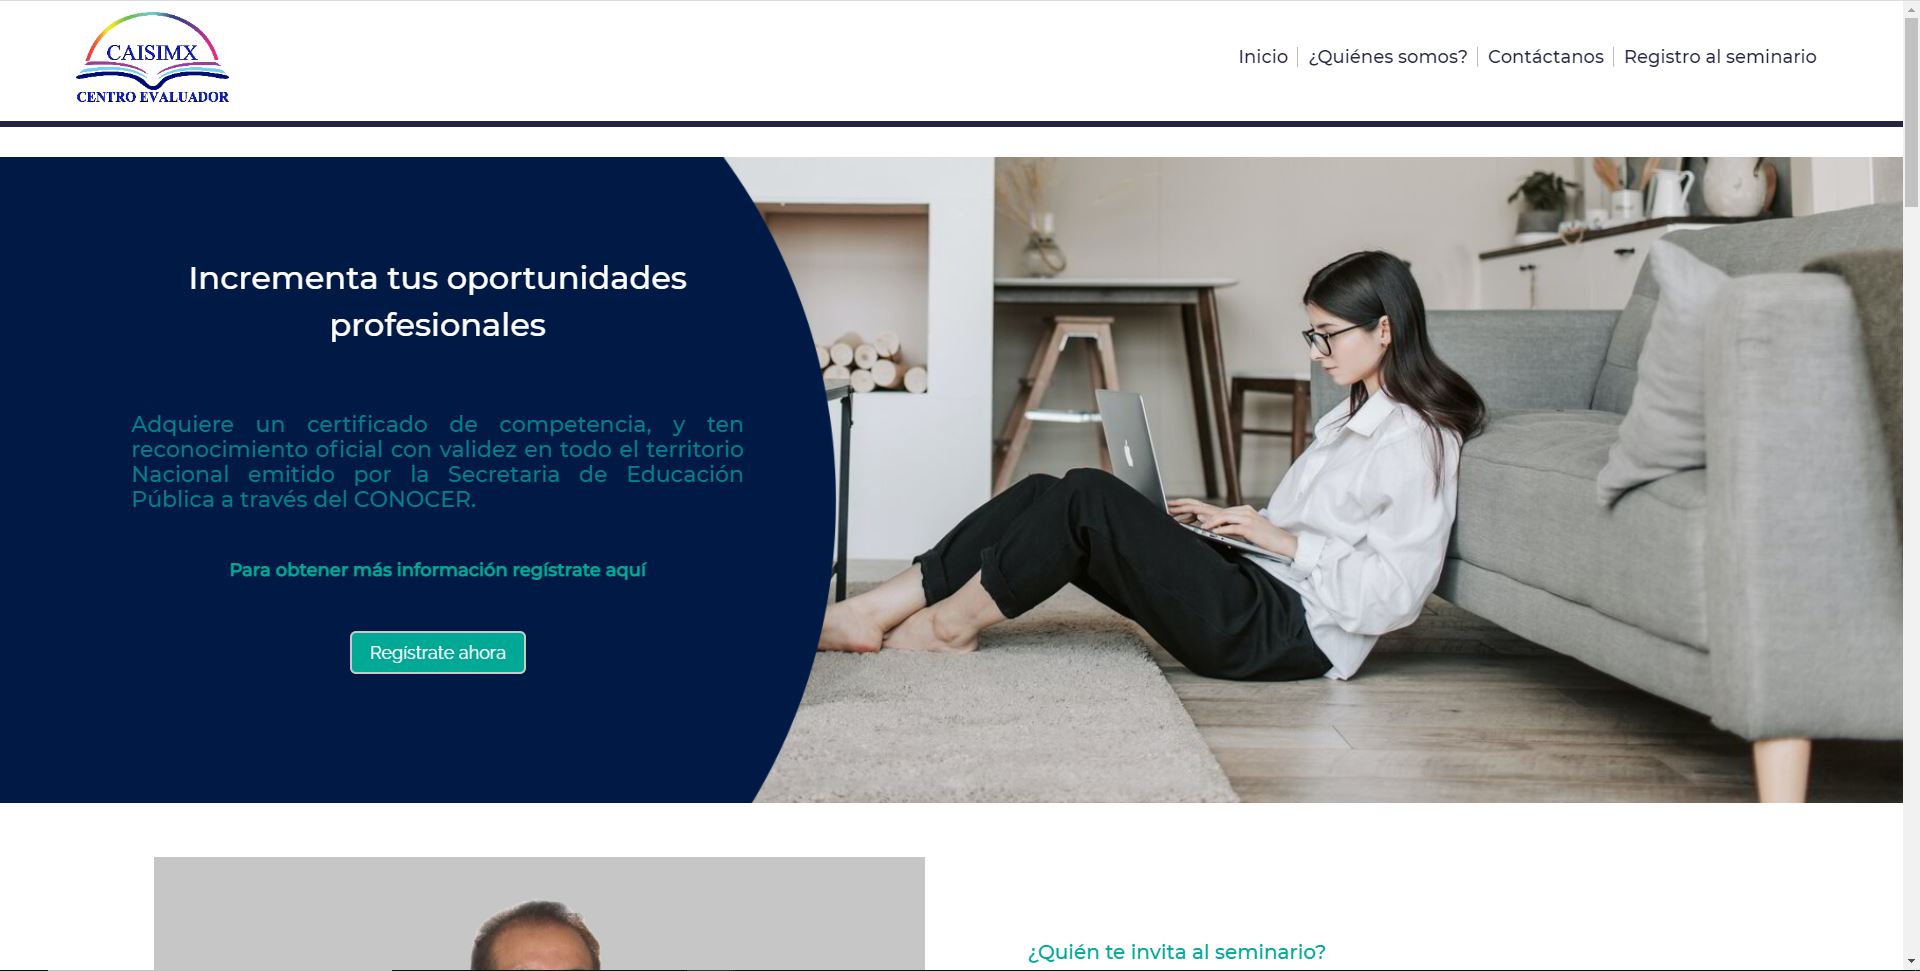 CAISIMX
CENTRO EVALUADOR
Inicio
¿Quiénes somos?
Contáctanos
Registro al seminario
Incrementa tus oportunidades
profesionales
Adquiere un certificado de competencia, y ten
reconocimiento oficial con validez en todo el territorio
Nacional emitido por la Secretaria de Educación
Pública a través del CONOCER.
Para obtener más información regístrate aquí
Regístrate ahora
¿Quién te invita al seminario?